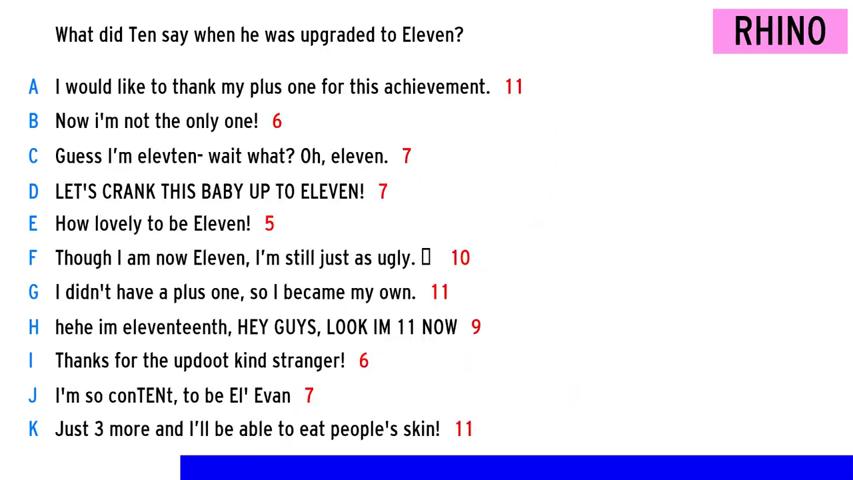 What did Ten say when he was upgraded to Eleven?
RHINO
A I would like to thank my plus one for this achievement. 11
B Now i'm not the only one! 6
C Guess I'm elevten- wait what? Oh, eleven. 7
D LET'S CRANK THIS BABY UP TO ELEVEN! 7
E How lovely to be Eleven! 5
F Though I am now Eleven, I'm still just as ugly. ▯ 10
G I didn't have a plus one, so I became my own. 11
H hehe im eleventeenth, HEY GUYS, LOOK IM 11 NOW 9
I Thanks for the updoot kind stranger! 6
J I'm so conTENt, to be El' Evan 7
K Just 3 more and I'll be able to eat people's skin! 11